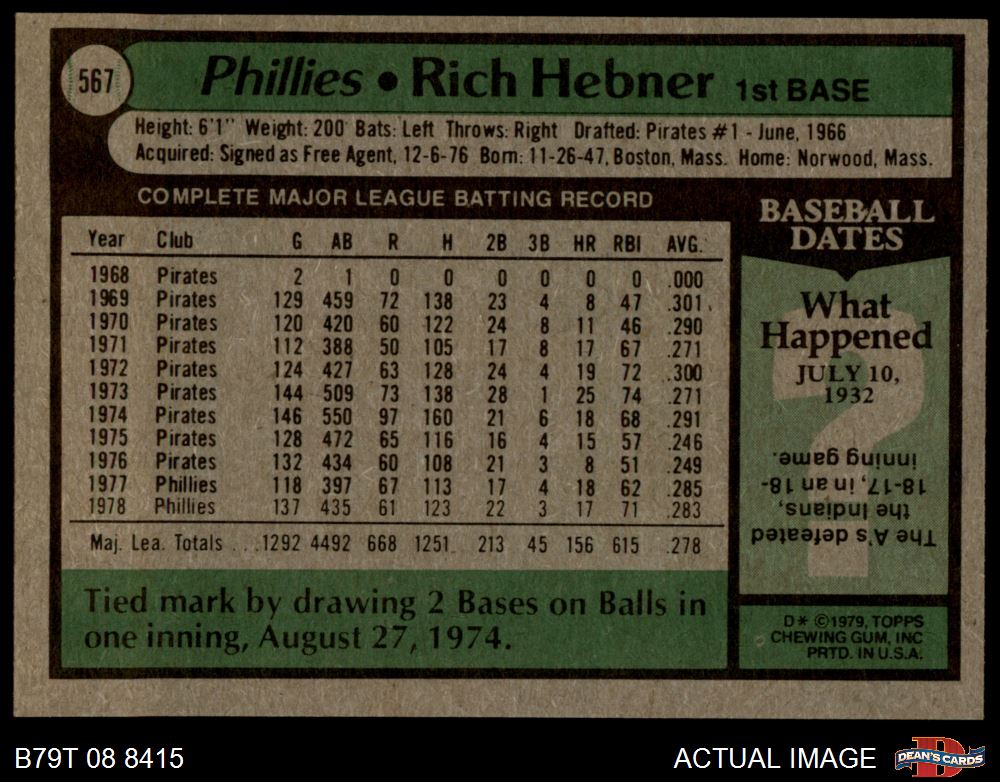 567
Phillies • Rich Hebner 1st BASE
Height: 6'1" Weight: 200 Bats: Left Throws: Right Drafted: Pirates #1 - June, 1966
Acquired: Signed as Free Agent, 12-6-76 Born: 11-26-47, Boston, Mass. Home: Norwood, Mass.
COMPLETE MAJOR LEAGUE BATTING RECORD
Year Club G AB R H 2B 3B HR RBI AVG.
1968 Pirates 2 1 0 0 0 0 0 0 .000
1969 Pirates 129 459 72 138 23 4 8 47 .301
1970 Pirates 120 420 60 122 24 8 11 46 .290
1971 Pirates 112 388 50 105 17 8 17 67 .271
1972 Pirates 124 427 63 128 24 4 19 72 .300
1973 Pirates 144 509 73 138 28 1 25 74 .271
1974 Pirates 146 550 97 160 21 6 18 68 .291
1975 Pirates 128 472 65 116 16 4 15 57 .246
1976 Pirates 132 434 60 108 21 3 8 51 .249
1977 Phillies 118 397 67 113 17 4 18 62 .285
1978 Phillies 137 435 61 123 22 3 17 71 .283
Maj. Lea. Totals ...1292 4492 668 1251 213 45 156 615 .278
Tied mark by drawing 2 Bases on Balls in
one inning, August 27, 1974.
BASEBALL
DATES
What
Happened
JULY 10,
1932
The A's defeated
the Indians,
18-17, in an 18-
inning game.
D* ©1979, TOPPS
CHEWING GUM, INC
PRTD. IN U.S.A.
B79T 08 8415
ACTUAL IMAGE
DEAN'S CARDS